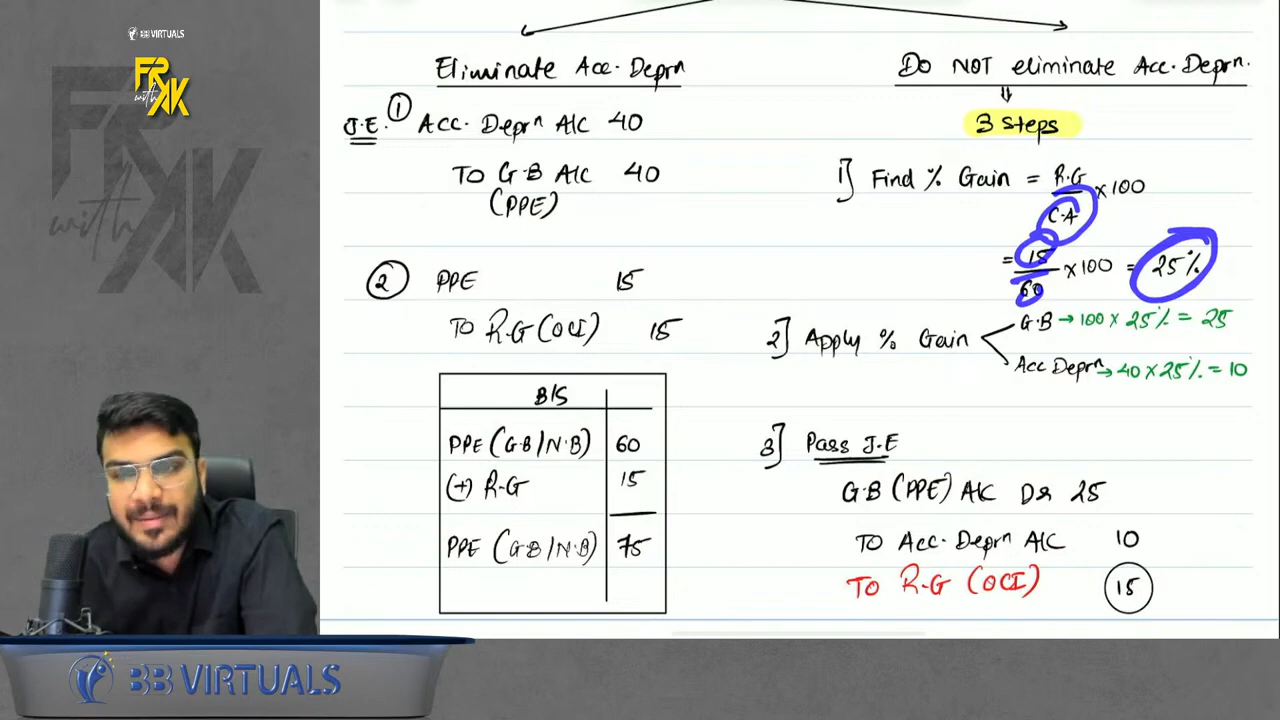 BB VIRTUALS
FR
with
AK
FR
with
AK
Eliminate Acc. Deprn
J.E. ① Acc. Deprn A/C 40
TO G.B A/C 40
(PPE)
② PPE 15
TO R.G (OCI) 15
B/S
PPE (G.B/N.B) 60
(+) R.G 15
PPE (G.B/N.B) 75
DO NOT eliminate Acc. Deprn.
3 Steps
1] Find % Gain = R.G / C.A × 100
= 15 / 60 × 100 = 25%
2] Apply % Gain
G.B → 100 × 25% = 25
Acc Deprn → 40 × 25% = 10
3] Pass J.E
G.B (PPE) A/C Dr 25
TO Acc. Deprn A/C 10
TO R.G (OCI) 15
BB VIRTUALS